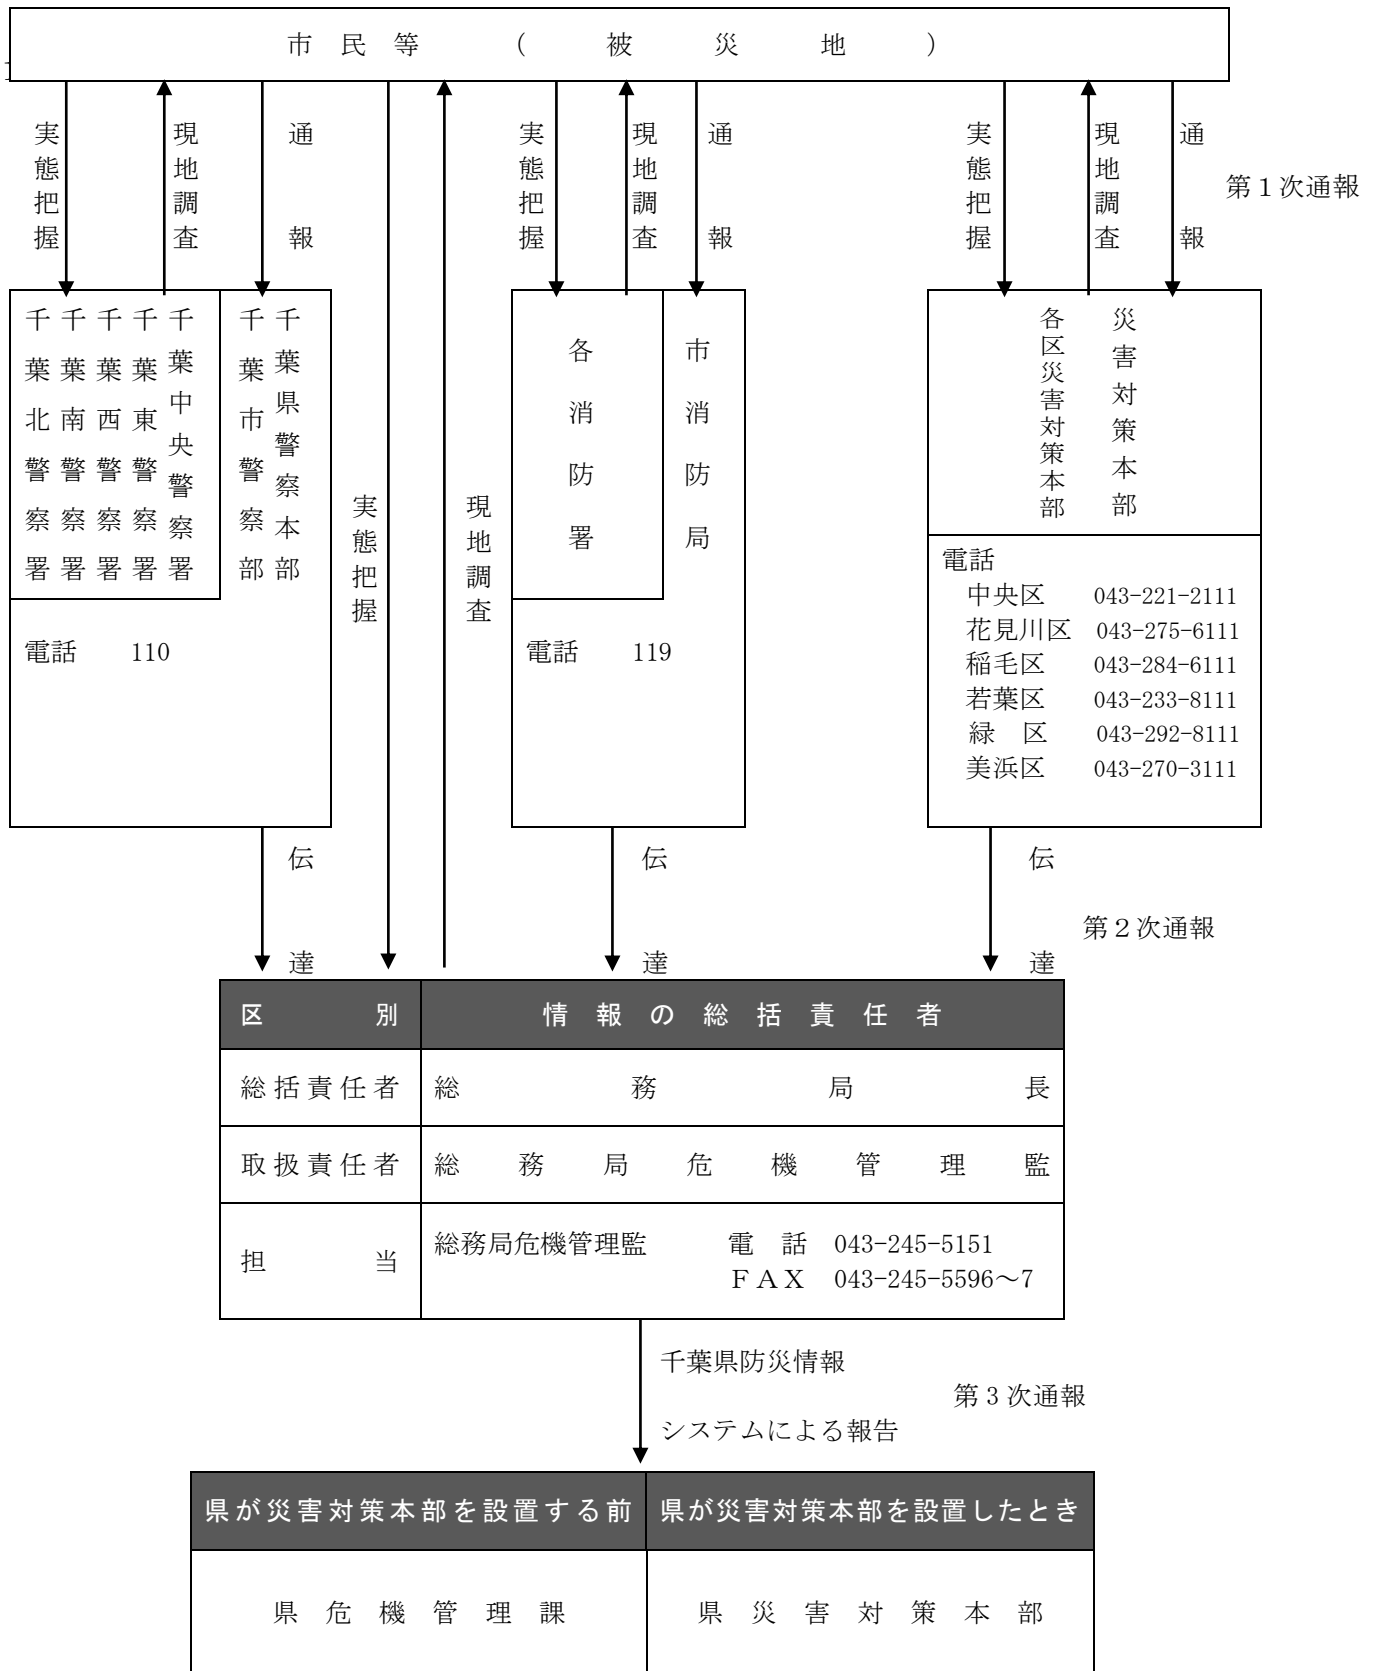 市民等（被災地）
実態把握
現地調査
通報
実態把握
現地調査
通報
実態把握
現地調査
通報
第１次通報
千葉北警察署
千葉南警察署
千葉西警察署
千葉東警察署
千葉中央警察署
千葉市警察部
千葉県警察本部
電話 110
実態把握
現地調査
各消防署
市消防局
電話 119
各区災害対策本部
災害対策本部
電話
中央区 043-221-2111
花見川区 043-275-6111
稲毛区 043-284-6111
若葉区 043-233-8111
緑 区 043-292-8111
美浜区 043-270-3111
伝達
伝達
伝達
第２次通報
区別 情報の総括責任者
総括責任者 総務局長
取扱責任者 総務局危機管理監
担当 総務局危機管理監 電 話 043-245-5151
ＦＡＸ 043-245-5596～7
千葉県防災情報
システムによる報告
第３次通報
県が災害対策本部を設置する前 県が災害対策本部を設置したとき
県危機管理課 県災害対策本部